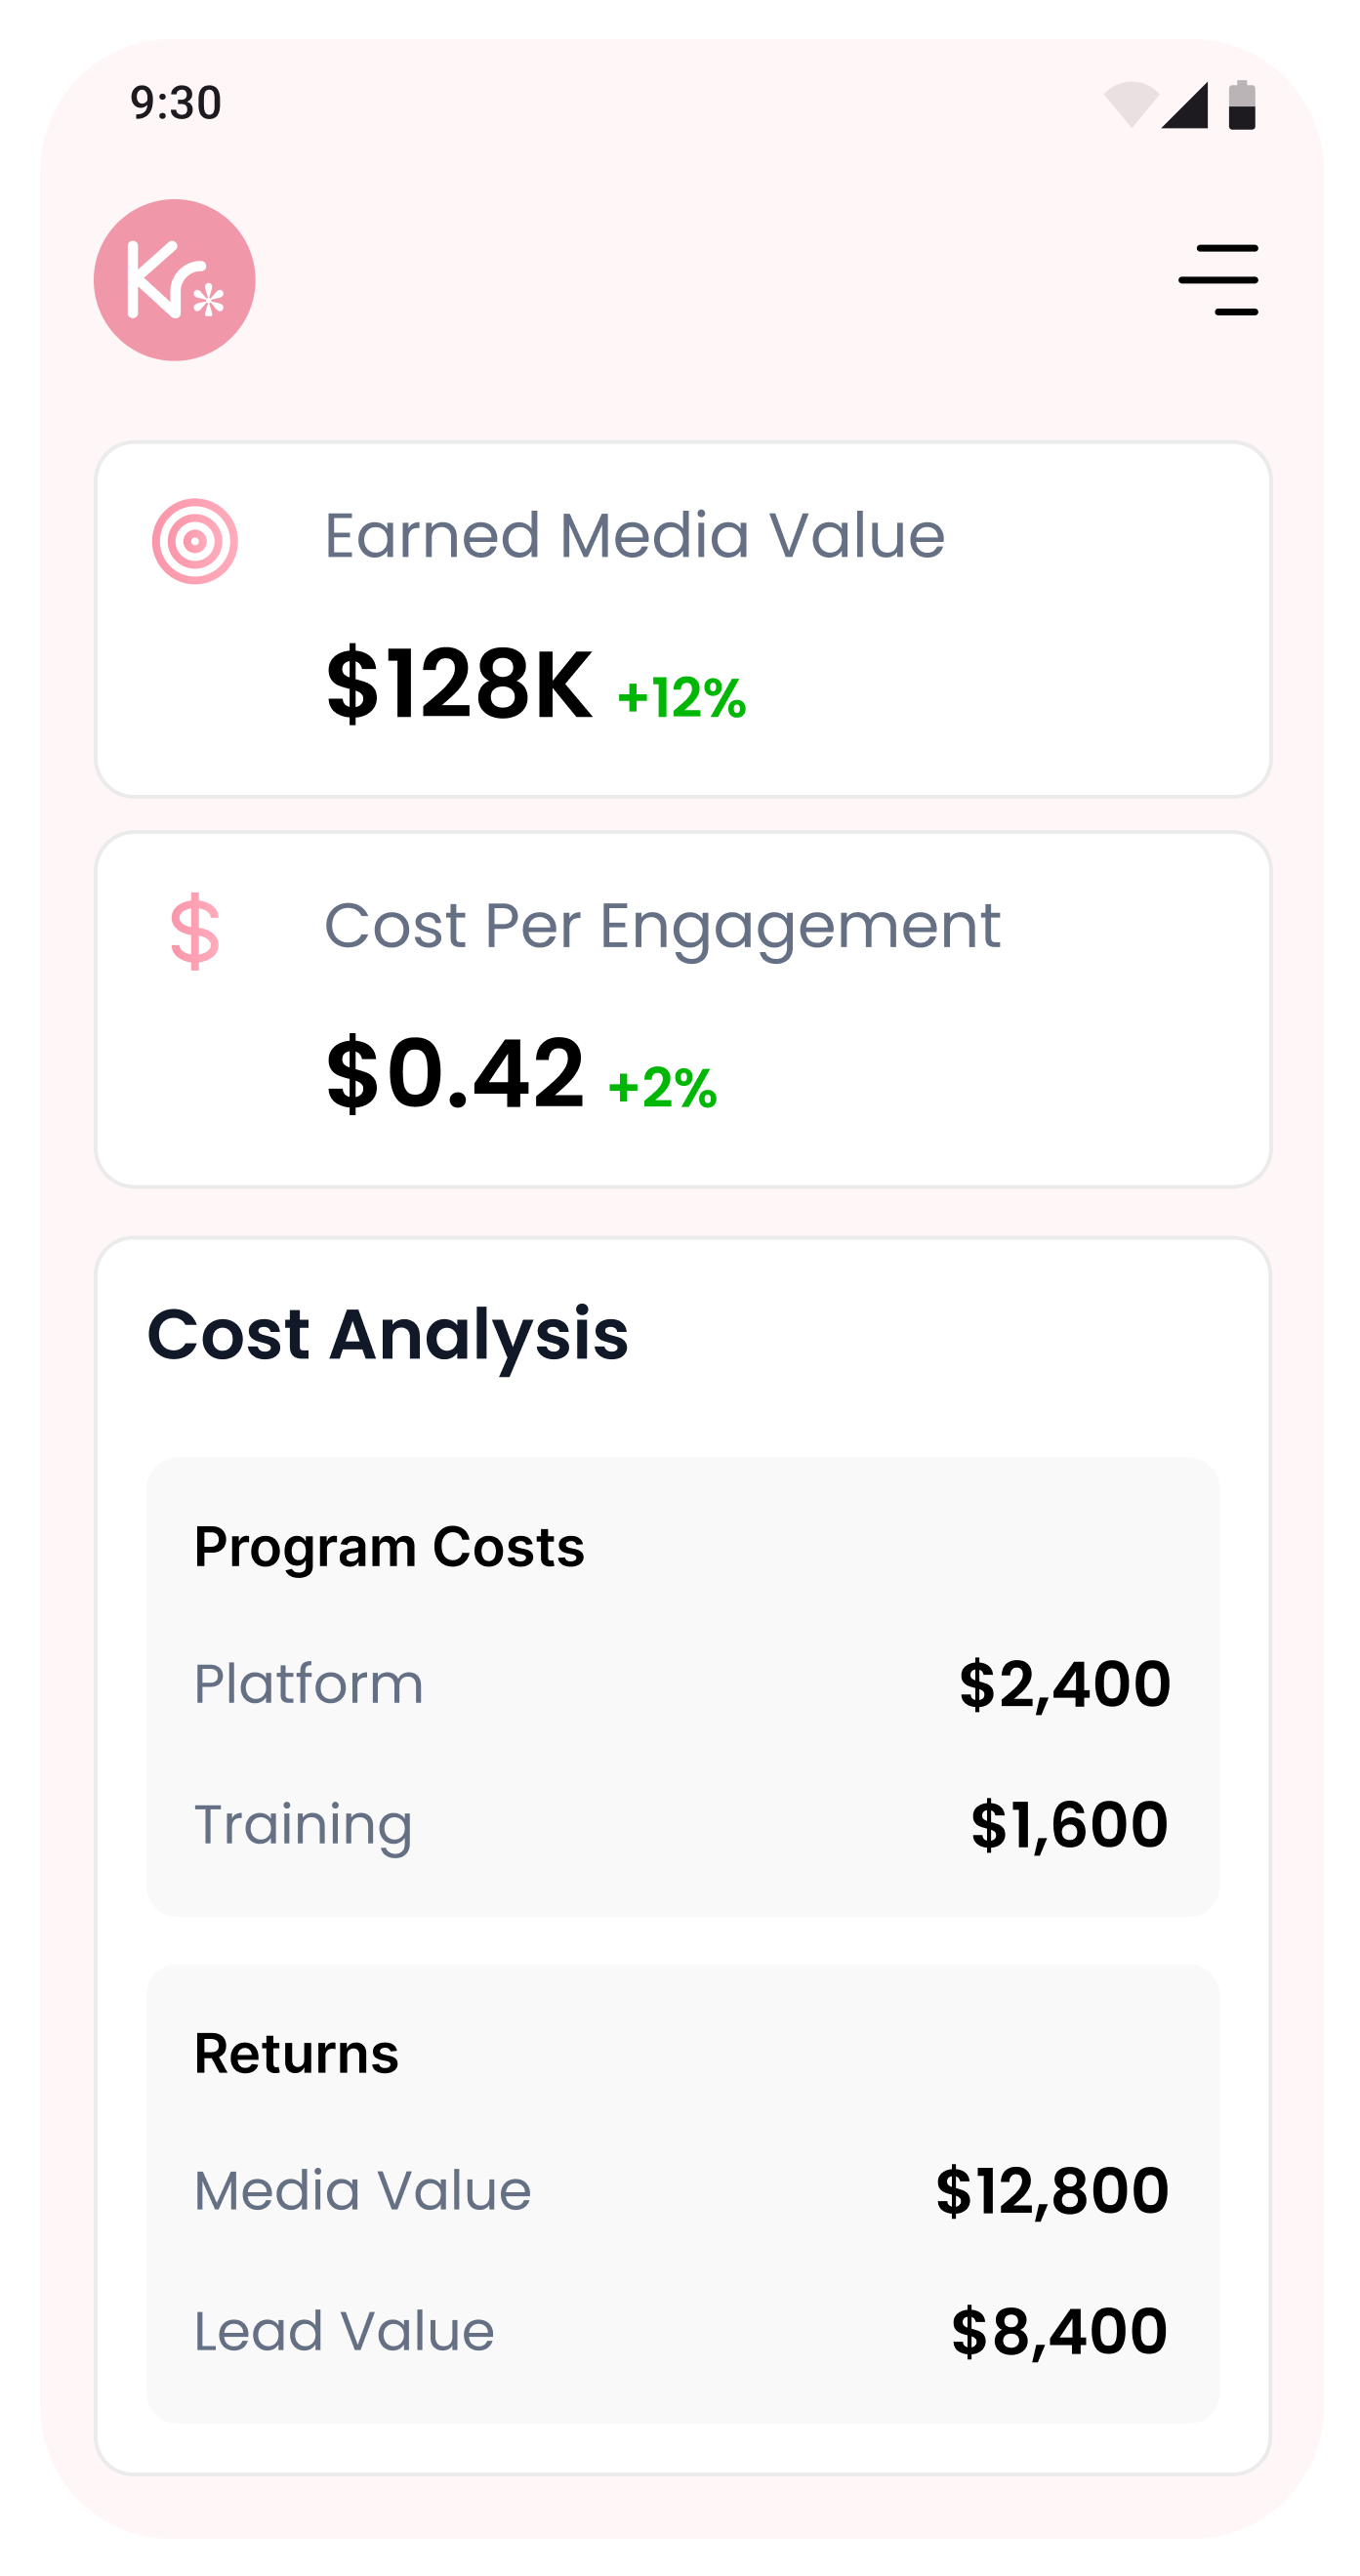 9:30
Kr*
Earned Media Value
$128K +12%
Cost Per Engagement
$0.42 +2%
Cost Analysis
Program Costs
Platform $2,400
Training $1,600
Returns
Media Value $12,800
Lead Value $8,400